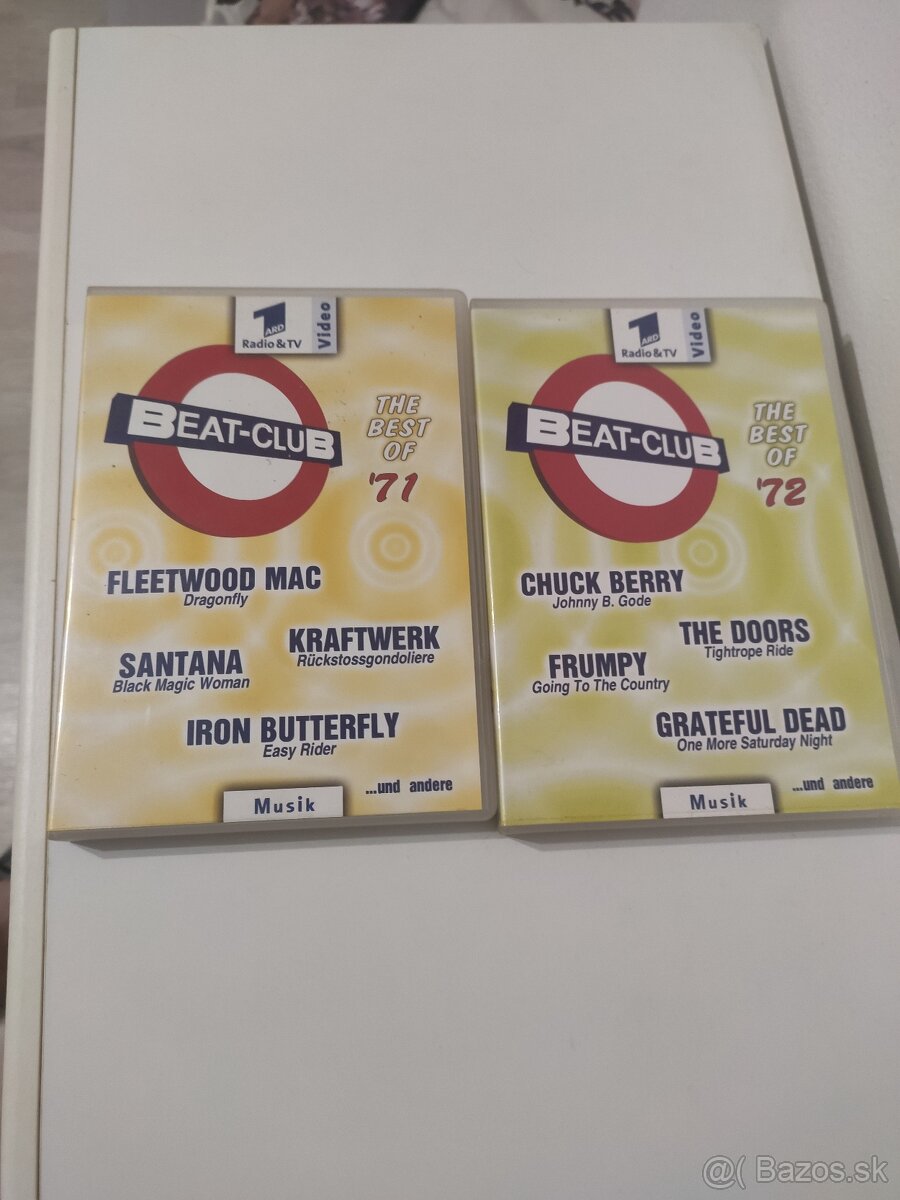 1
ARD
Radio & TV
Video
BEAT-CLUB
THE
BEST
OF
'71
FLEETWOOD MAC
Dragonfly
KRAFTWERK
Rückstossgondoliere
SANTANA
Black Magic Woman
IRON BUTTERFLY
Easy Rider
...und andere
Musik
1
ARD
Radio & TV
Video
BEAT-CLUB
THE
BEST
OF
'72
CHUCK BERRY
Johnny B. Gode
THE DOORS
Tightrope Ride
FRUMPY
Going To The Country
GRATEFUL DEAD
One More Saturday Night
...und andere
Musik
@( Bazos.sk